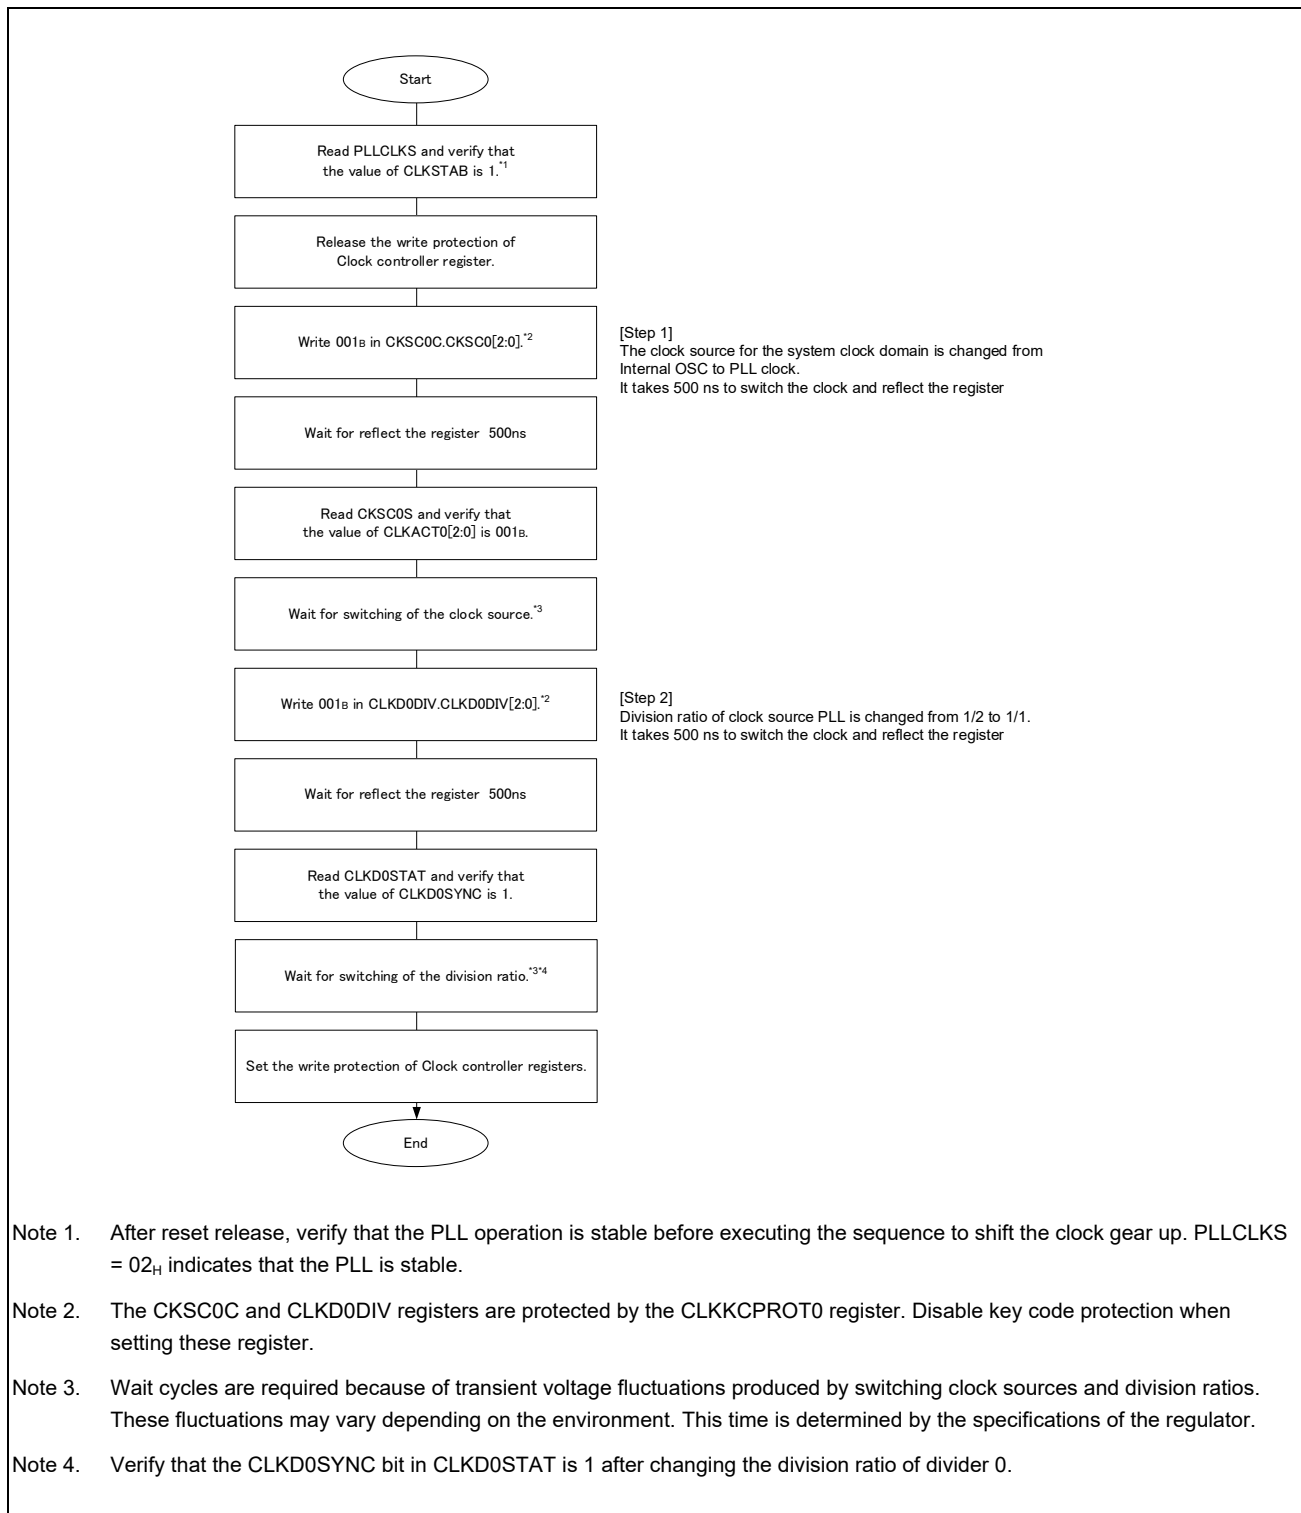 Start
Read PLLCLKS and verify that
the value of CLKSTAB is 1.*1
Release the write protection of
Clock controller register.
Write 001B in CKSC0C.CKSC0[2:0].*2
[Step 1]
The clock source for the system clock domain is changed from
Internal OSC to PLL clock.
It takes 500 ns to switch the clock and reflect the register
Wait for reflect the register 500ns
Read CKSC0S and verify that
the value of CLKACT0[2:0] is 001B.
Wait for switching of the clock source.*3
Write 001B in CLKD0DIV.CLKD0DIV[2:0].*2
[Step 2]
Division ratio of clock source PLL is changed from 1/2 to 1/1.
It takes 500 ns to switch the clock and reflect the register
Wait for reflect the register 500ns
Read CLKD0STAT and verify that
the value of CLKD0SYNC is 1.
Wait for switching of the division ratio.*3*4
Set the write protection of Clock controller registers.
End
Note 1. After reset release, verify that the PLL operation is stable before executing the sequence to shift the clock gear up. PLLCLKS
= 02H indicates that the PLL is stable.
Note 2. The CKSC0C and CLKD0DIV registers are protected by the CLKKCPROT0 register. Disable key code protection when
setting these register.
Note 3. Wait cycles are required because of transient voltage fluctuations produced by switching clock sources and division ratios.
These fluctuations may vary depending on the environment. This time is determined by the specifications of the regulator.
Note 4. Verify that the CLKD0SYNC bit in CLKD0STAT is 1 after changing the division ratio of divider 0.